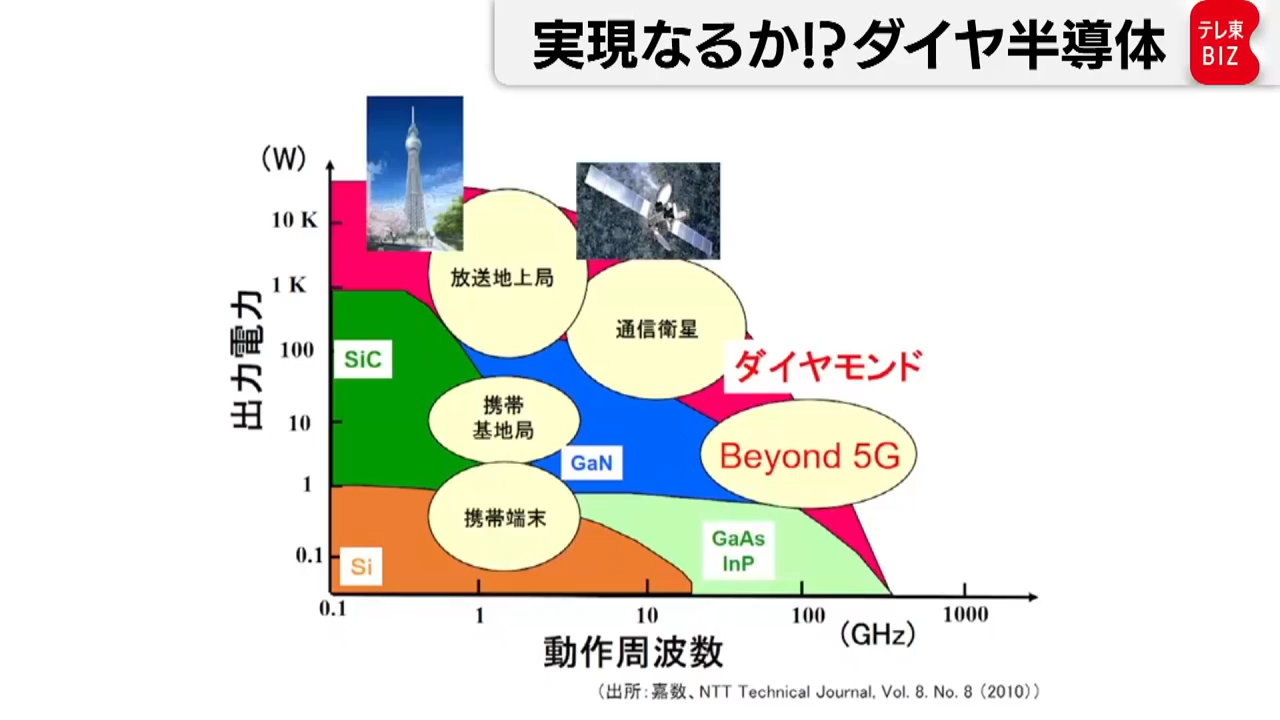 実現なるか!?ダイヤ半導体
テレ東
BIZ
(W)
10 K
1 K
100
10
1
0.1
出力電力
放送地上局
通信衛星
SiC
ダイヤモンド
携帯
基地局
Beyond 5G
GaN
携帯端末
GaAs
InP
Si
0.1
1
10
100
1000
(GHz)
動作周波数
(出所:嘉数、NTT Technical Journal, Vol. 8. No. 8 (2010))